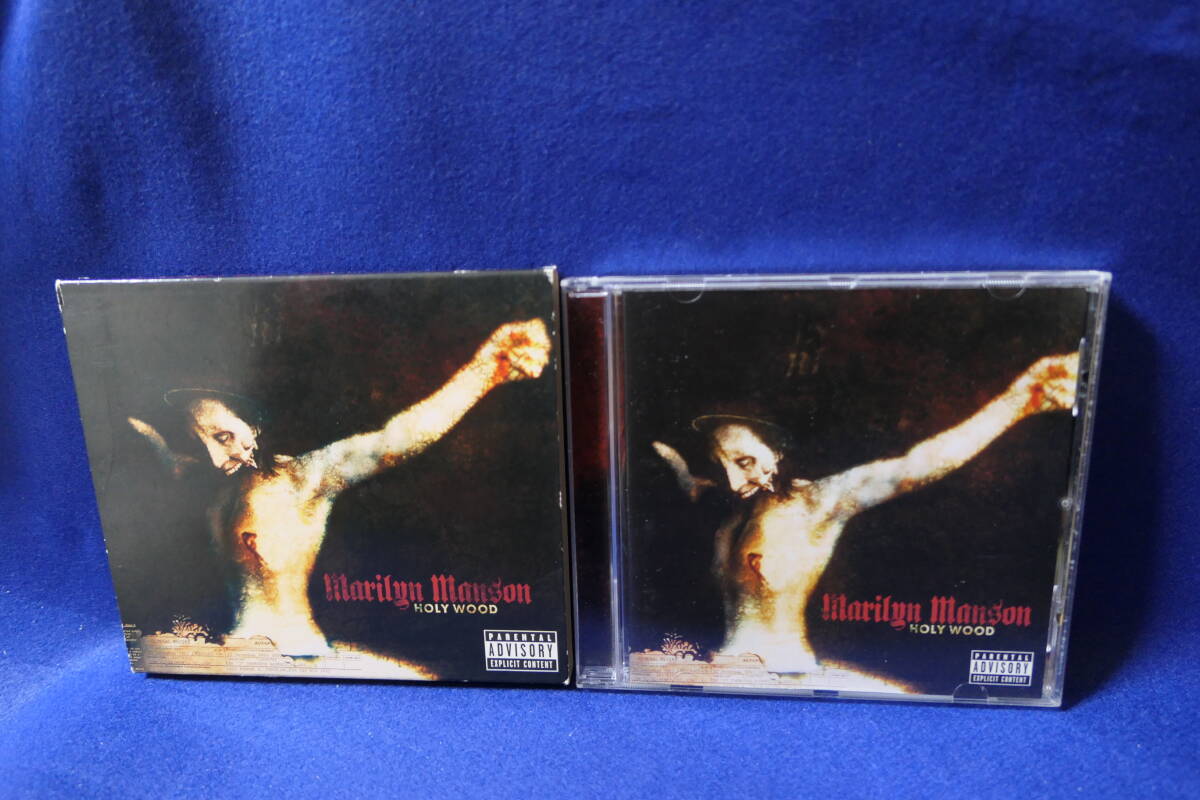 Marilyn Manson
HOLY WOOD
PARENTAL
ADVISORY
EXPLICIT CONTENT
Marilyn Manson
HOLY WOOD
PARENTAL
ADVISORY
EXPLICIT CONTENT